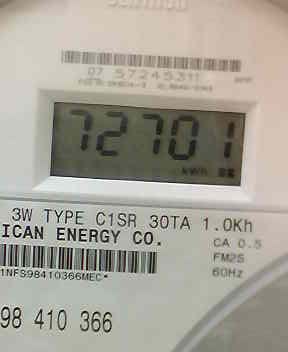 07 57245311
72701
kWh
3W TYPE C1SR 30TA 1.0Kh
ICAN ENERGY CO.
CA 0.5
FM2S
60Hz
1NFS98410366MEC*
98 410 366